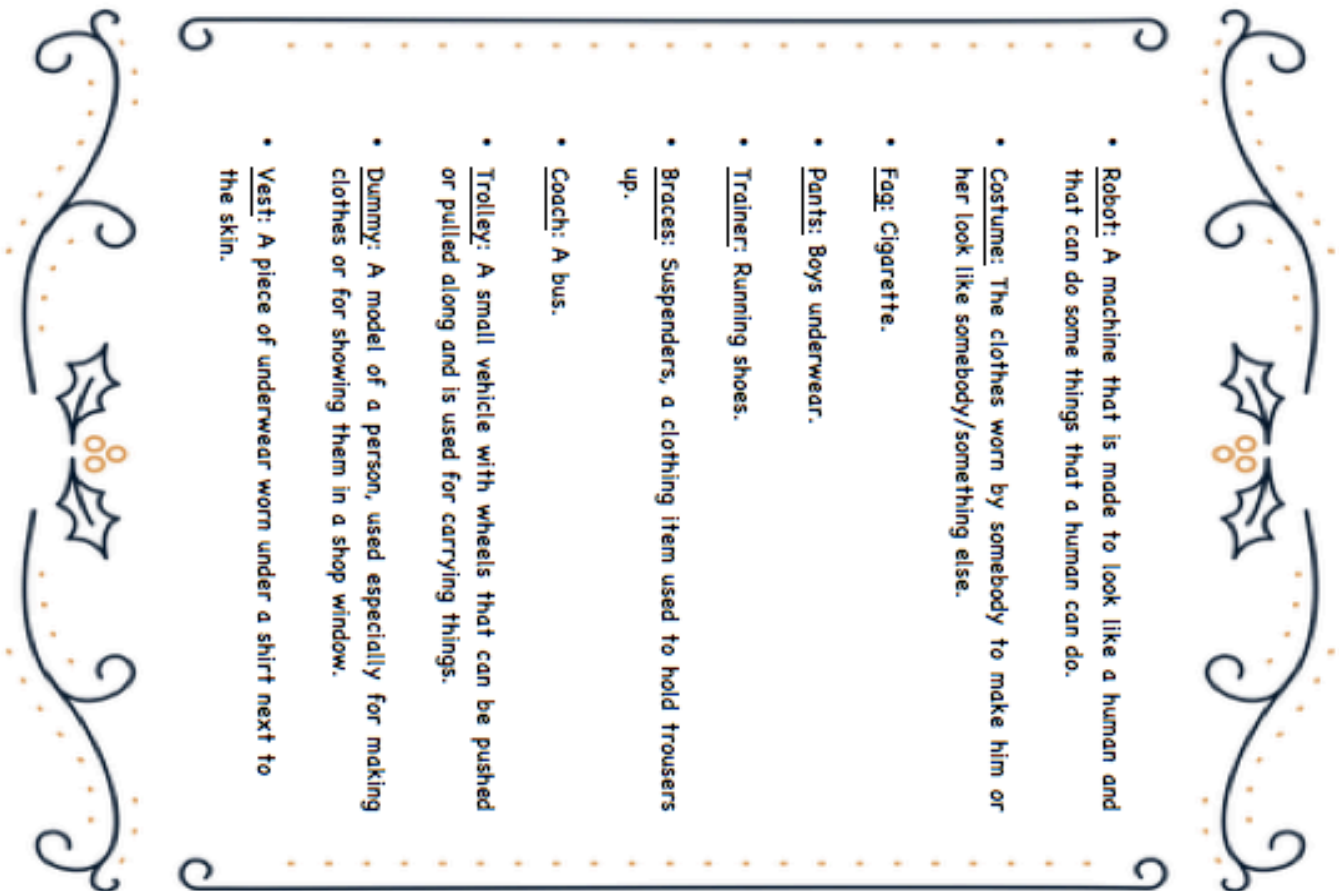 • Robot: A machine that is made to look like a human and
that can do some things that a human can do.
• Costume: The clothes worn by somebody to make him or
her look like somebody/something else.
• Fag: Cigarette.
• Pants: Boys underwear.
• Trainer: Running shoes.
• Braces: Suspenders, a clothing item used to hold trousers
up.
• Coach: A bus.
• Trolley: A small vehicle with wheels that can be pushed
or pulled along and is used for carrying things.
• Dummy: A model of a person, used especially for making
clothes or for showing them in a shop window.
• Vest: A piece of underwear worn under a shirt next to
the skin.